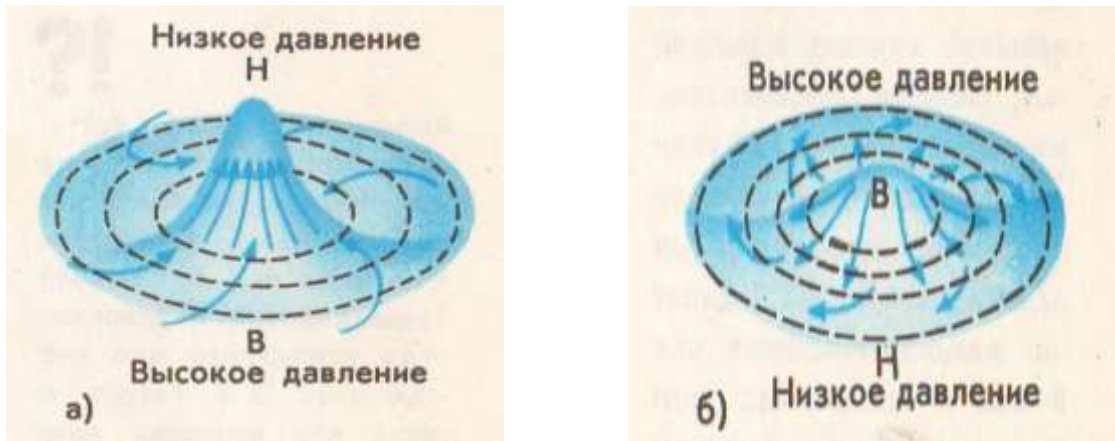 Низкое давление
Н
В
Высокое давление
а)
Высокое давление
В
Н
Низкое давление
б)